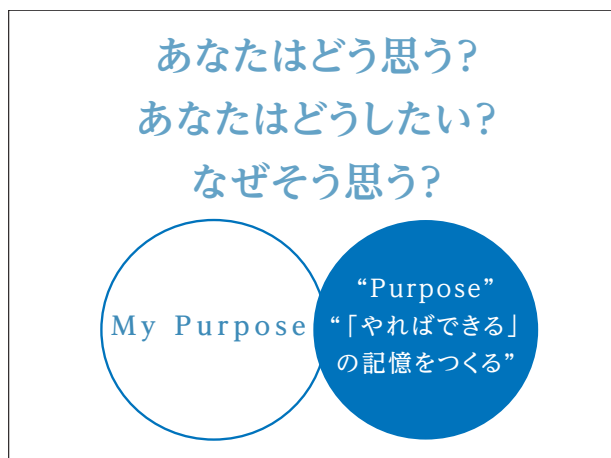 あなたはどう思う?
あなたはどうしたい?
なぜそう思う?
My Purpose
“Purpose”
“「やればできる」
の記憶をつくる”